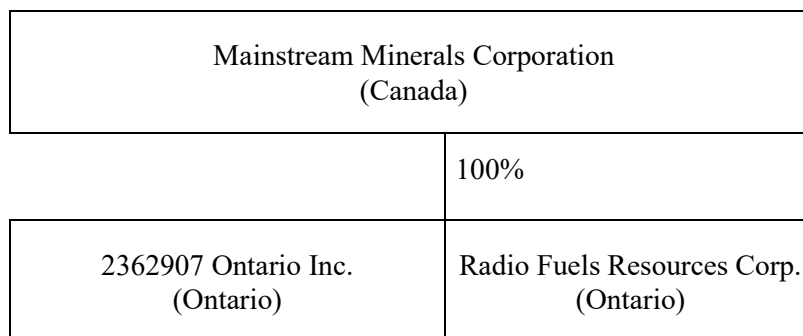 Mainstream Minerals Corporation
(Canada)
100%
2362907 Ontario Inc.
(Ontario)
Radio Fuels Resources Corp.
(Ontario)